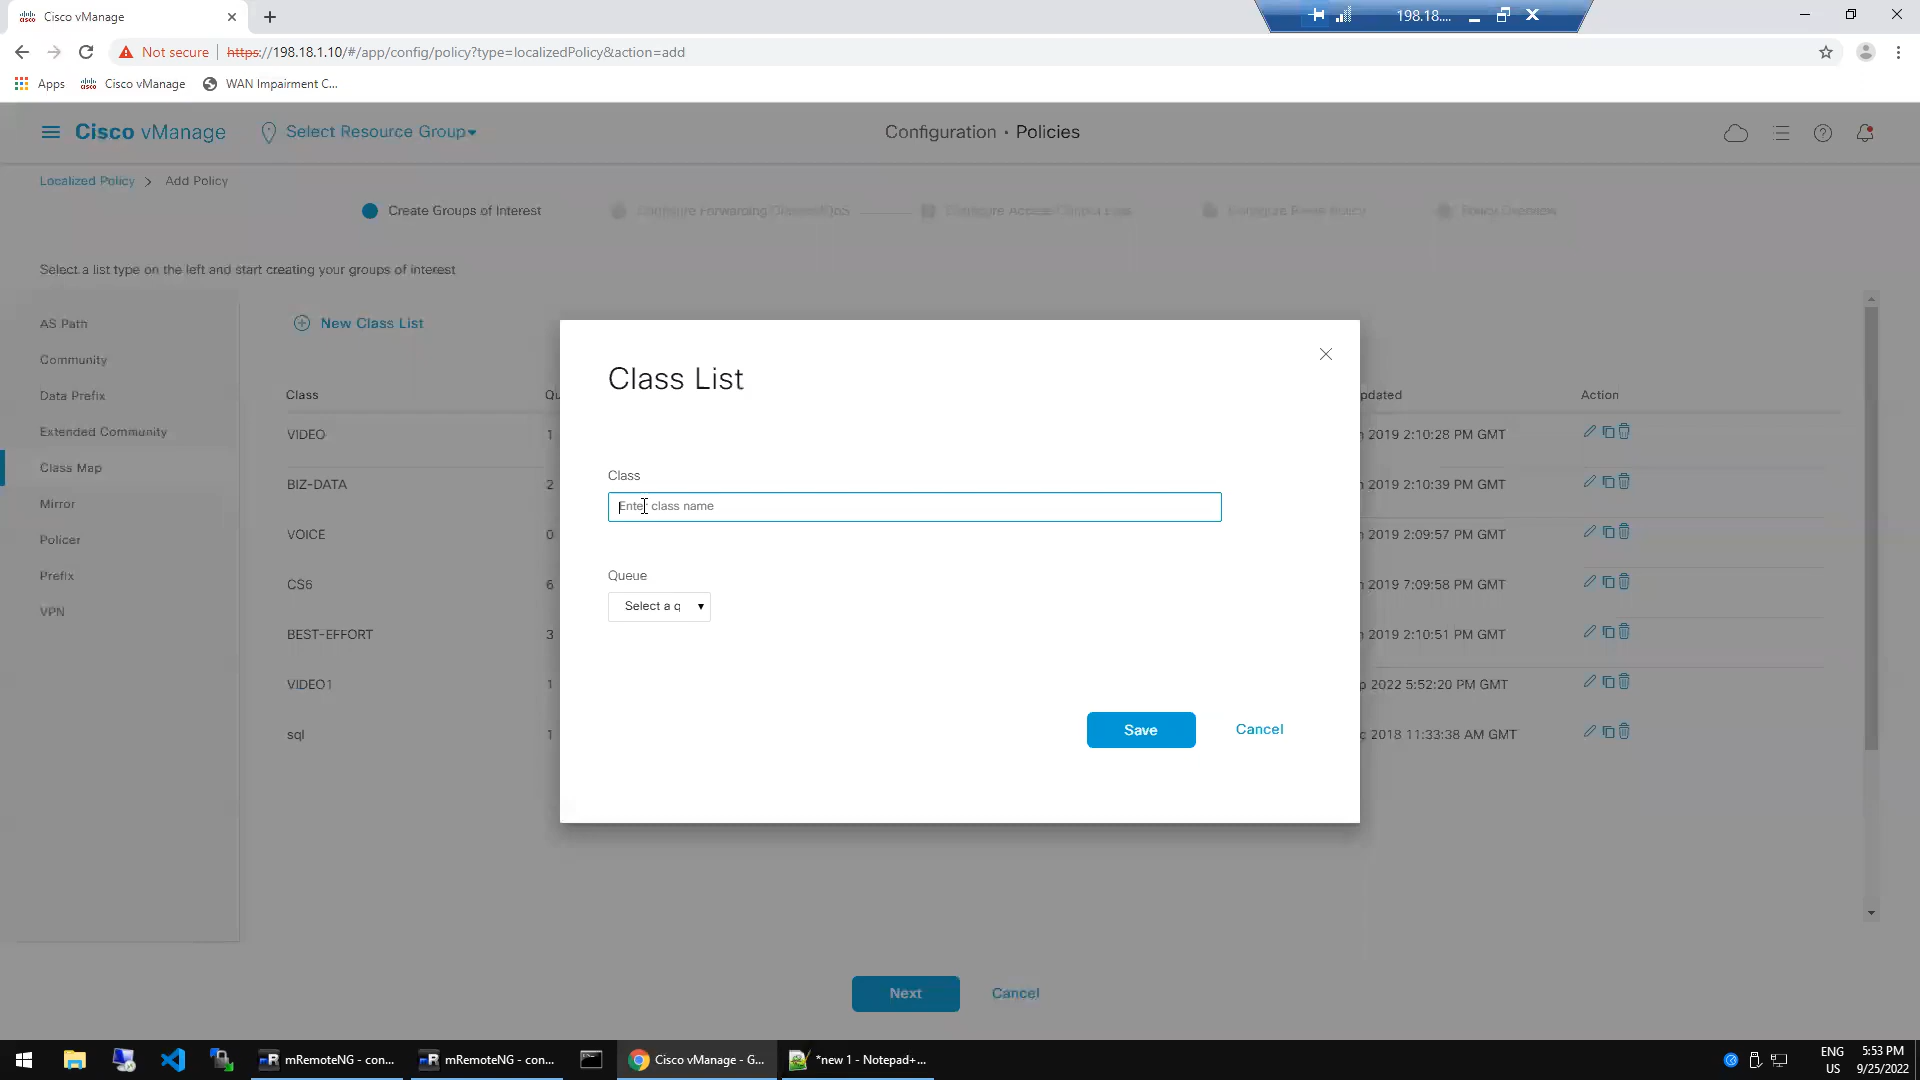 Cisco vManage
198.18....
Not secure
https://198.18.1.10/#/app/config/policy?type=localizedPolicy&action=add
Apps
Cisco vManage
WAN Impairment C...
Cisco vManage
Select Resource Group
Configuration · Policies
Localized Policy > Add Policy
Create Groups of Interest
Configure Forwarding Classes/QoS
Configure Access Control Lists
Configure Route Policy
Policy Overview
Select a list type on the left and start creating your groups of interest
AS Path
Community
Data Prefix
Extended Community
Class Map
Mirror
Policer
Prefix
VPN
New Class List
Class
Qu
pdated
Action
VIDEO
1
n 2019 2:10:28 PM GMT
BIZ-DATA
2
n 2019 2:10:39 PM GMT
VOICE
0
n 2019 2:09:57 PM GMT
CS6
6
n 2019 7:09:58 PM GMT
BEST-EFFORT
3
n 2019 2:10:51 PM GMT
VIDEO1
1
p 2022 5:52:20 PM GMT
sql
1
c 2018 11:33:38 AM GMT
Class List
Class
Enter class name
Queue
Select a q
Save
Cancel
Next
Cancel
mRemoteNG - con...
mRemoteNG - con...
Cisco vManage - G...
*new 1 - Notepad+...
ENG
US
5:53 PM
9/25/2022